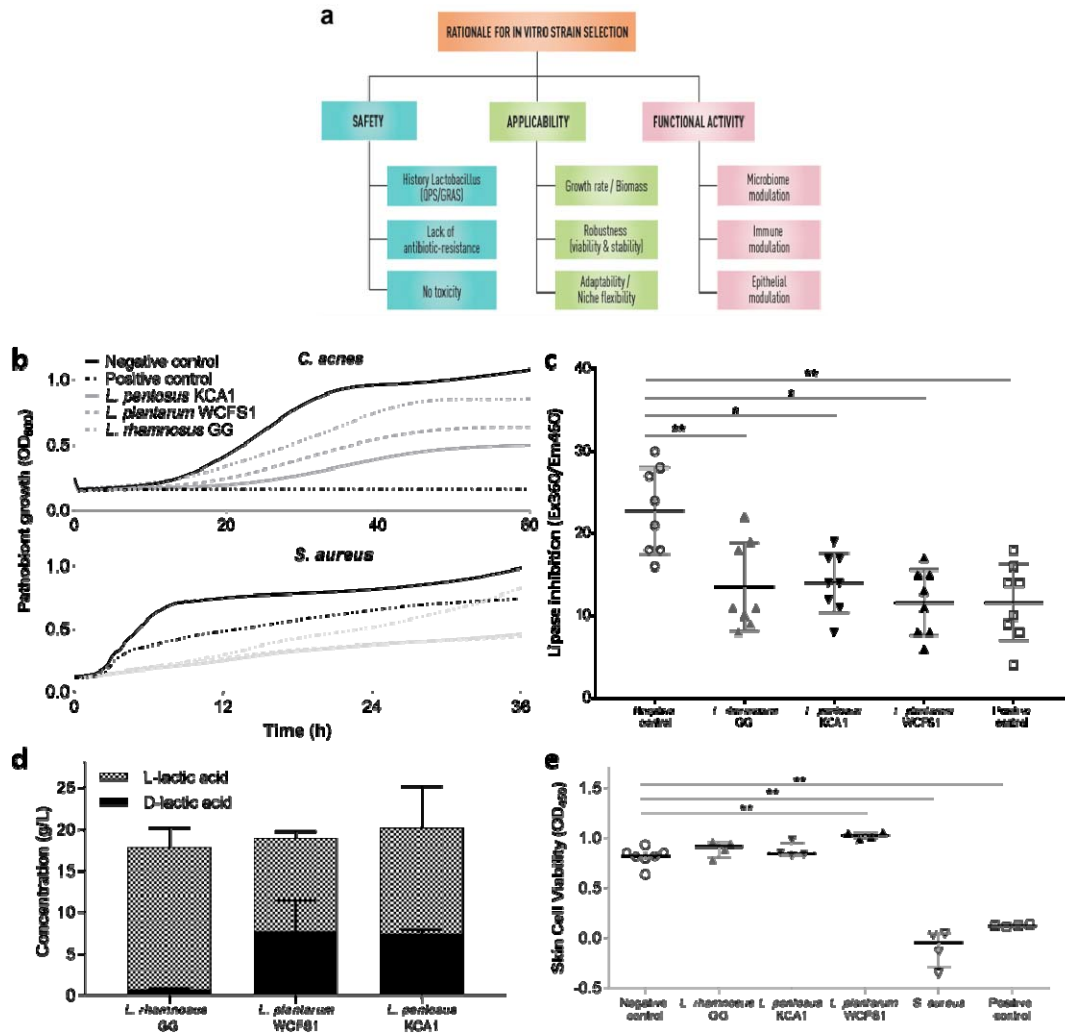 a
RATIONALE FOR IN VITRO STRAIN SELECTION
SAFETY
APPLICABILITY
FUNCTIONAL ACTIVITY
History Lactobacillus
(QPS/GRAS)
Growth rate / Biomass
Microbiome
modulation
Lack of
antibiotic-resistance
Robustness
(viability & stability)
Immune
modulation
No toxicity
Adaptability /
Niche flexibility
Epithelial
modulation
b
Negative control
Positive control
L. pentosus KCA1
L. plantarum WCFS1
L. rhamnosus GG
C. acnes
Pathobiont growth (OD600)
1.0
0.5
0.0
0
20
40
60
S. aureus
1.0
0.5
0.0
0
12
24
36
Time (h)
c
Lipase inhibition (Ex360/Em460)
40
30
20
10
0
**
*
*
**
Negative
control
L. rhamnosus
GG
L. pentosus
KCA1
L. plantarum
WCFS1
Positive
control
d
L-lactic acid
D-lactic acid
Concentration (g/L)
25
20
15
10
5
0
L. rhamnosus
GG
L. plantarum
WCFS1
L. pentosus
KCA1
e
Skin Cell Viability (OD450)
1.5
1.0
0.5
0.0
-0.5
**
**
**
Negative
control
L. rhamnosus
GG
L. pentosus
KCA1
L. plantarum
WCFS1
S. aureus
Positive
control